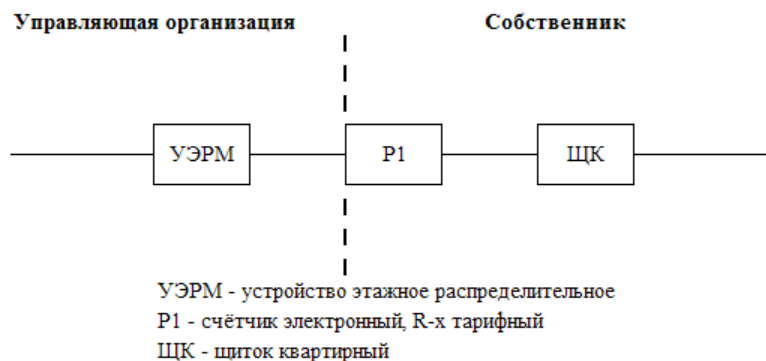 Управляющая организация
Собственник
УЭРМ
Р1
ЩК
УЭРМ - устройство этажное распределительное
Р1 - счётчик электронный, R-х тарифный
ЩК - щиток квартирный